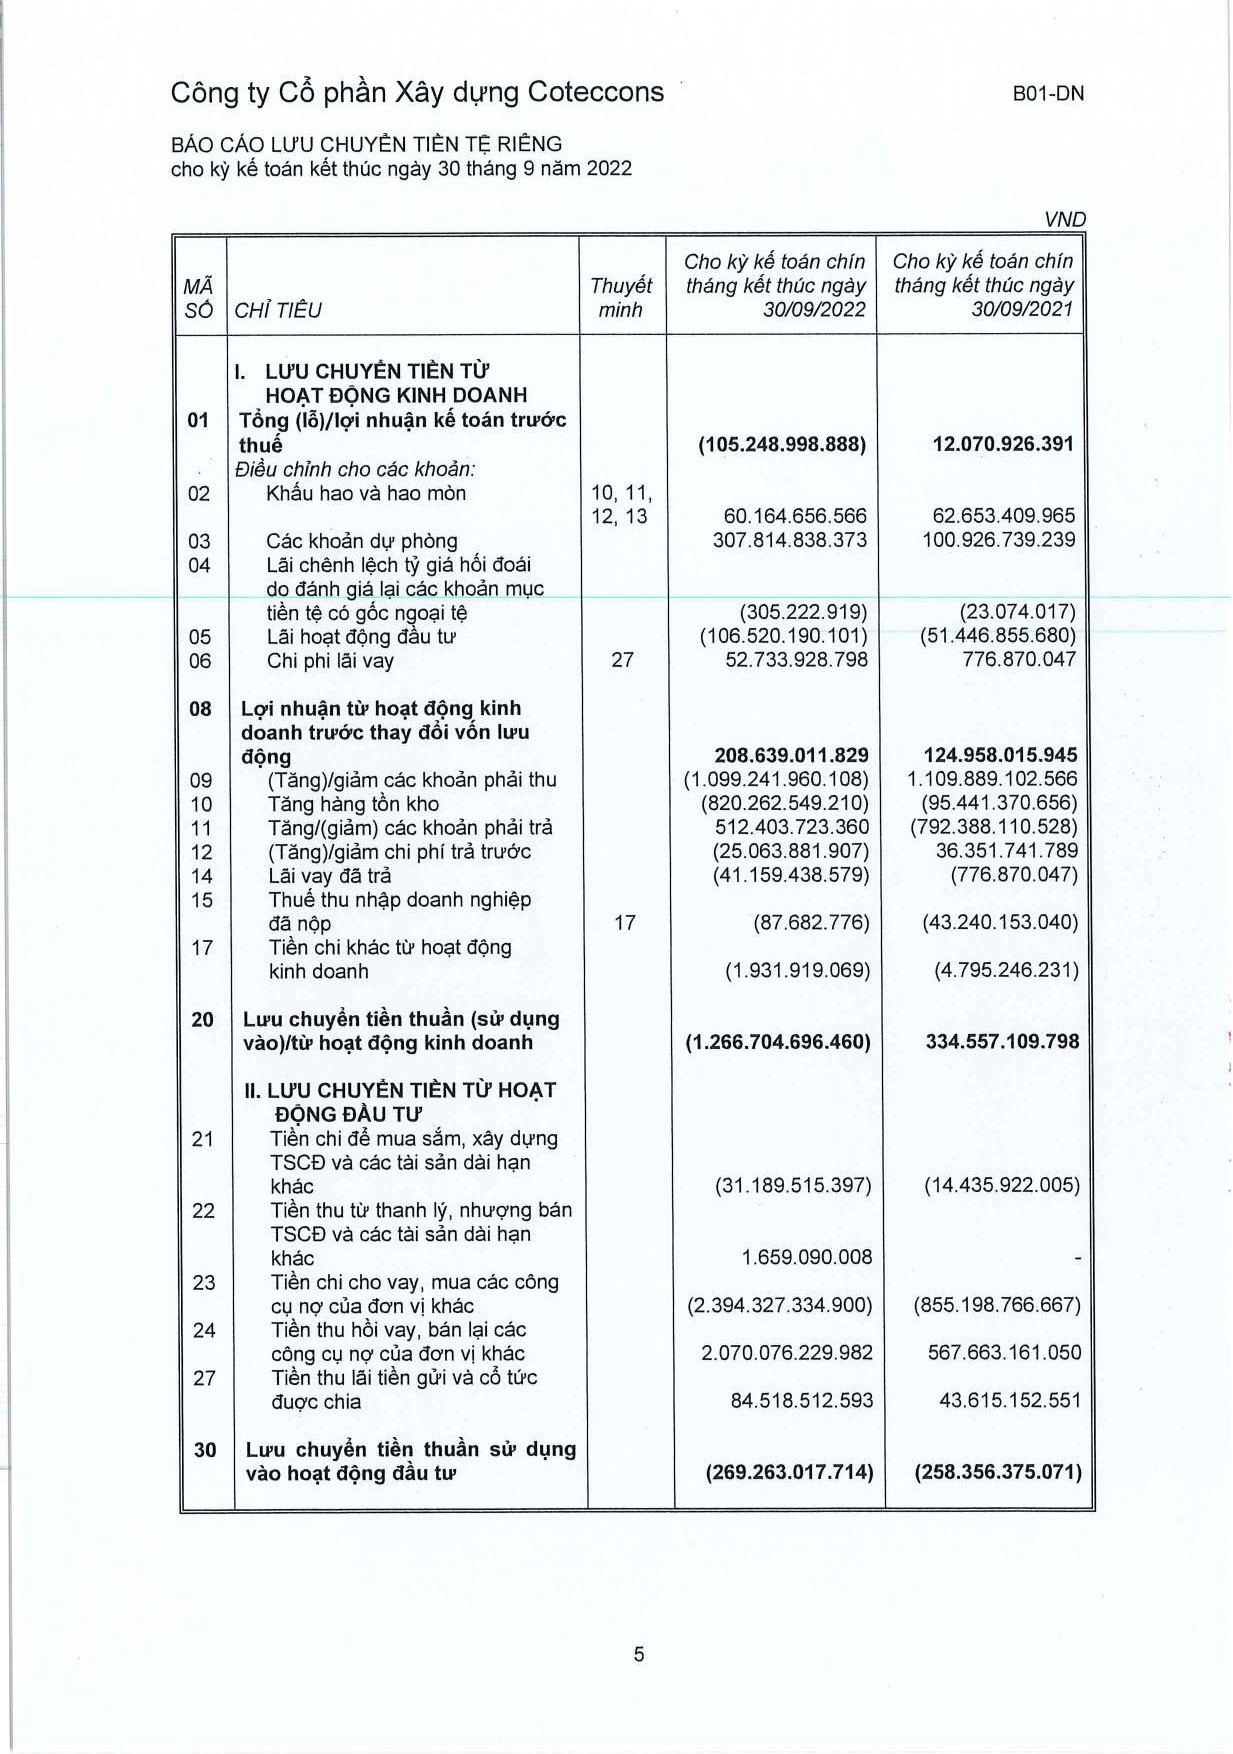 Công ty Cổ phần Xây dựng Coteccons B01-DN
BÁO CÁO LƯU CHUYỂN TIỀN TỆ RIÊNG
cho kỳ kế toán kết thúc ngày 30 tháng 9 năm 2022
VND
MÃ SỐ CHỈ TIÊU Thuyết minh Cho kỳ kế toán chín tháng kết thúc ngày 30/09/2022 Cho kỳ kế toán chín tháng kết thúc ngày 30/09/2021
I. LƯU CHUYỂN TIỀN TỪ
HOẠT ĐỘNG KINH DOANH
01 Tổng (lỗ)/lợi nhuận kế toán trước
thuế (105.248.998.888) 12.070.926.391
Điều chỉnh cho các khoản:
02 Khấu hao và hao mòn 10, 11,
12, 13 60.164.656.566 62.653.409.965
03 Các khoản dự phòng 307.814.838.373 100.926.739.239
04 Lãi chênh lệch tỷ giá hối đoái
do đánh giá lại các khoản mục
tiền tệ có gốc ngoại tệ (305.222.919) (23.074.017)
05 Lãi hoạt động đầu tư (106.520.190.101) (51.446.855.680)
06 Chi phi lãi vay 27 52.733.928.798 776.870.047
08 Lợi nhuận từ hoạt động kinh
doanh trước thay đổi vốn lưu
động 208.639.011.829 124.958.015.945
09 (Tăng)/giảm các khoản phải thu (1.099.241.960.108) 1.109.889.102.566
10 Tăng hàng tồn kho (820.262.549.210) (95.441.370.656)
11 Tăng/(giảm) các khoản phải trả 512.403.723.360 (792.388.110.528)
12 (Tăng)/giảm chi phí trả trước (25.063.881.907) 36.351.741.789
14 Lãi vay đã trả (41.159.438.579) (776.870.047)
15 Thuế thu nhập doanh nghiệp
đã nộp 17 (87.682.776) (43.240.153.040)
17 Tiền chi khác từ hoạt động
kinh doanh (1.931.919.069) (4.795.246.231)
20 Lưu chuyển tiền thuần (sử dụng
vào)/từ hoạt động kinh doanh (1.266.704.696.460) 334.557.109.798
II. LƯU CHUYỂN TIỀN TỪ HOẠT
ĐỘNG ĐẦU TƯ
21 Tiền chi để mua sắm, xây dựng
TSCĐ và các tài sản dài hạn
khác (31.189.515.397) (14.435.922.005)
22 Tiền thu từ thanh lý, nhượng bán
TSCĐ và các tài sản dài hạn
khác 1.659.090.008 -
23 Tiền chi cho vay, mua các công
cụ nợ của đơn vị khác (2.394.327.334.900) (855.198.766.667)
24 Tiền thu hồi vay, bán lại các
công cụ nợ của đơn vị khác 2.070.076.229.982 567.663.161.050
27 Tiền thu lãi tiền gửi và cổ tức
đuợc chia 84.518.512.593 43.615.152.551
30 Lưu chuyển tiền thuần sử dụng
vào hoạt động đầu tư (269.263.017.714) (258.356.375.071)
5